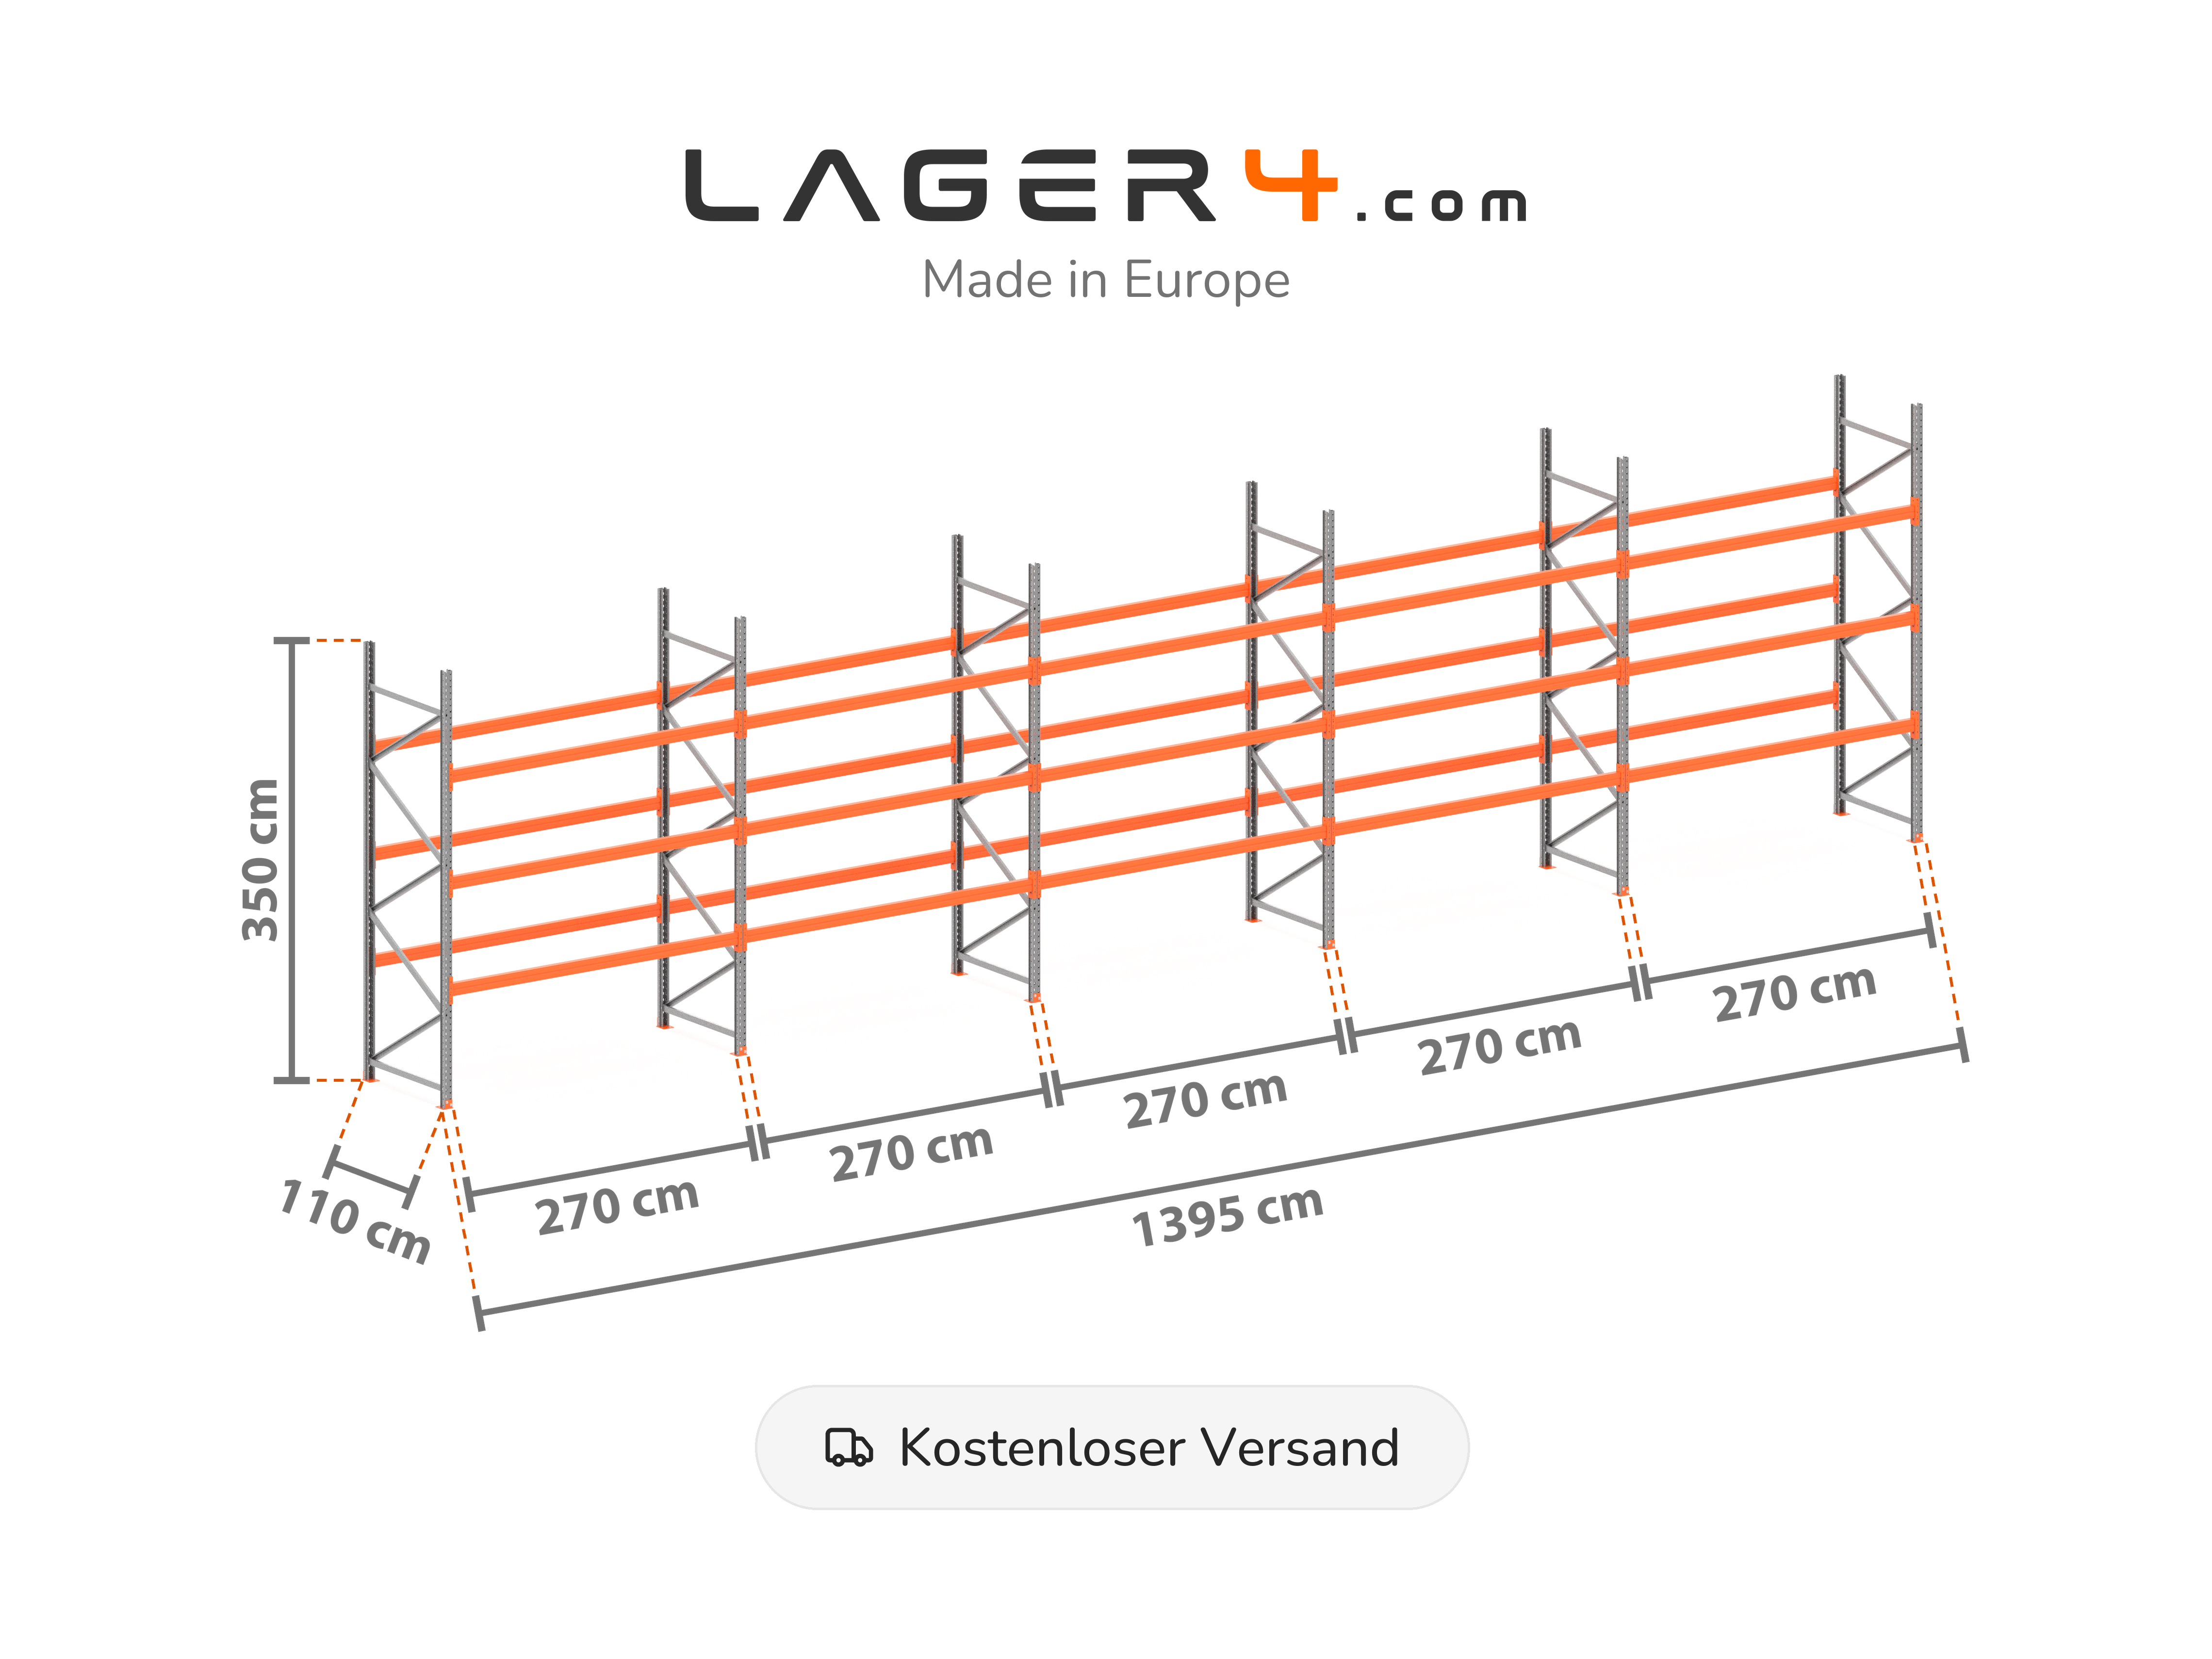 LAGER4.com
Made in Europe
350 cm
110 cm
270 cm
270 cm
270 cm
270 cm
270 cm
1395 cm
Kostenloser Versand